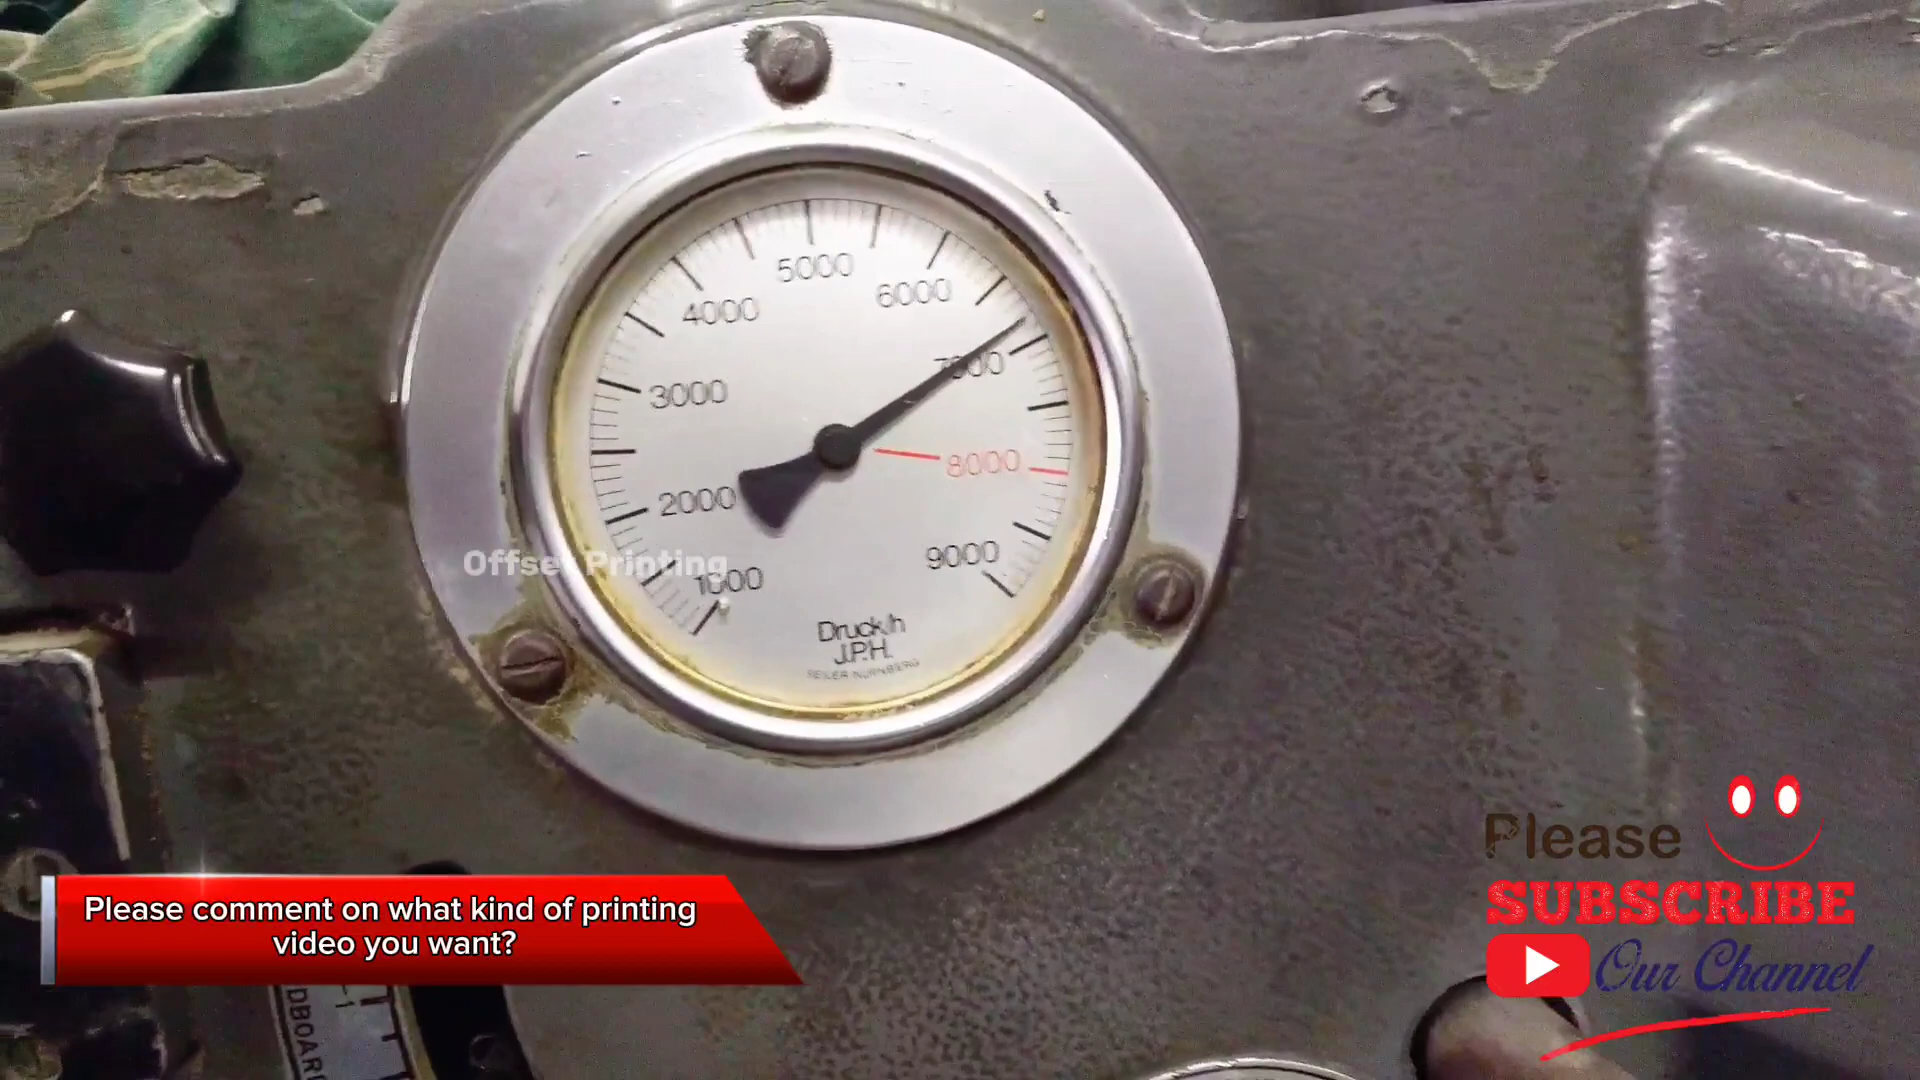 5000
4000
6000
3000
7000
8000
2000
9000
1000
Offset Printing
Druck/h
J.P.H.
SEILER NÜRNBERG
Please
SUBSCRIBE
Our Channel
Please comment on what kind of printing
video you want?